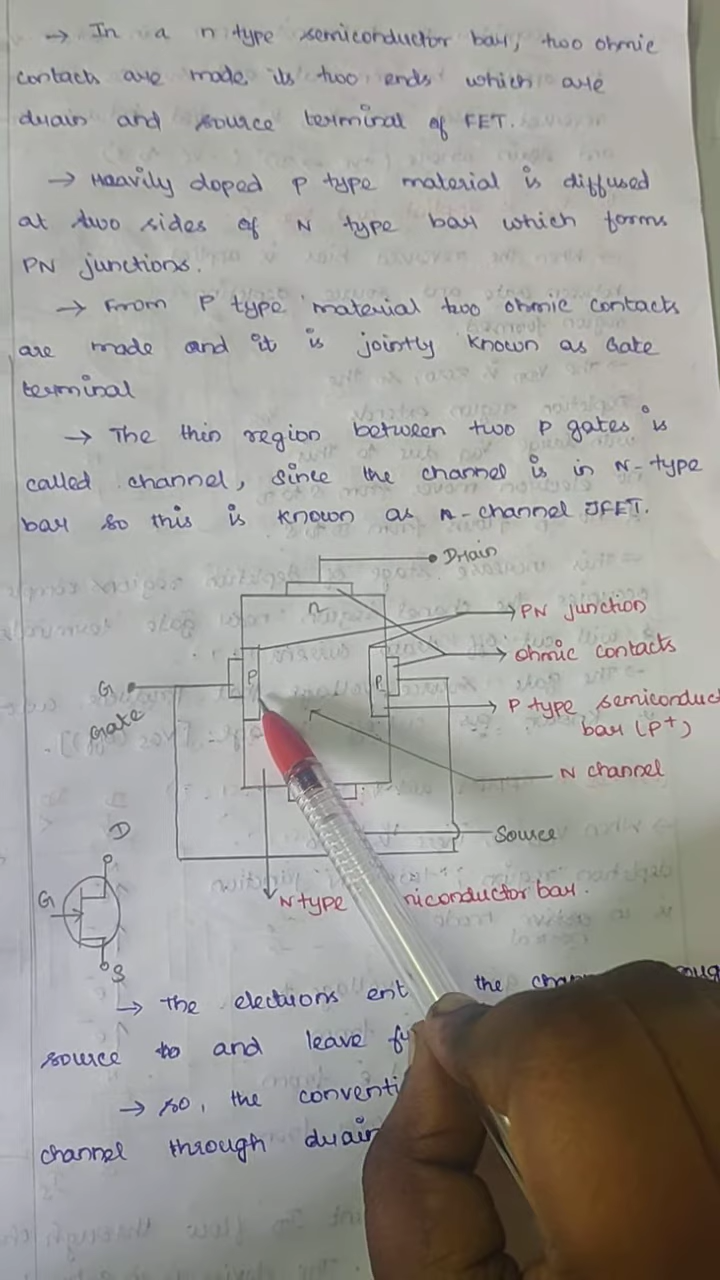 → In a n type semiconductor bar, two ohmic
contact are made its two ends which are
drain and source terminal of FET.
→ Haavily doped P type material is diffused
at two sides of N type bar which forms
PN junctions.
→ From P type material two ohmic contacts
are made and it is jointly known as Gate
terminal
→ The thin region between two P gates is
called channel, since the channel is in N-type
bar so this is known as n-channel JFET.
Drain
n
→ PN junction
→ ohmic contacts
G
P
P
Gate
→ P type semiconduct
bar (P+)
N channel
Source
D
N type niconductor bar.
G
S
→ The electrons ent the
source to and leave
→ so, the conventi
channel through drain